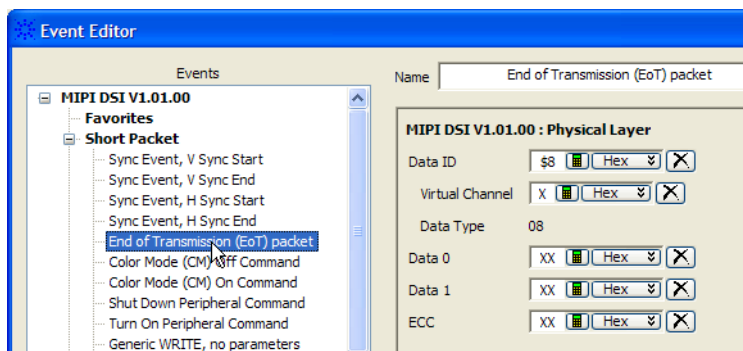 Event Editor
Events
MIPI DSI V1.01.00
Favorites
Short Packet
Sync Event, V Sync Start
Sync Event, V Sync End
Sync Event, H Sync Start
Sync Event, H Sync End
End of Transmission (EoT) packet
Color Mode (CM) Off Command
Color Mode (CM) On Command
Shut Down Peripheral Command
Turn On Peripheral Command
Generic WRITE, no parameters
Name End of Transmission (EoT) packet
MIPI DSI V1.01.00 : Physical Layer
Data ID $8 Hex
Virtual Channel X Hex
Data Type 08
Data 0 XX Hex
Data 1 XX Hex
ECC XX Hex